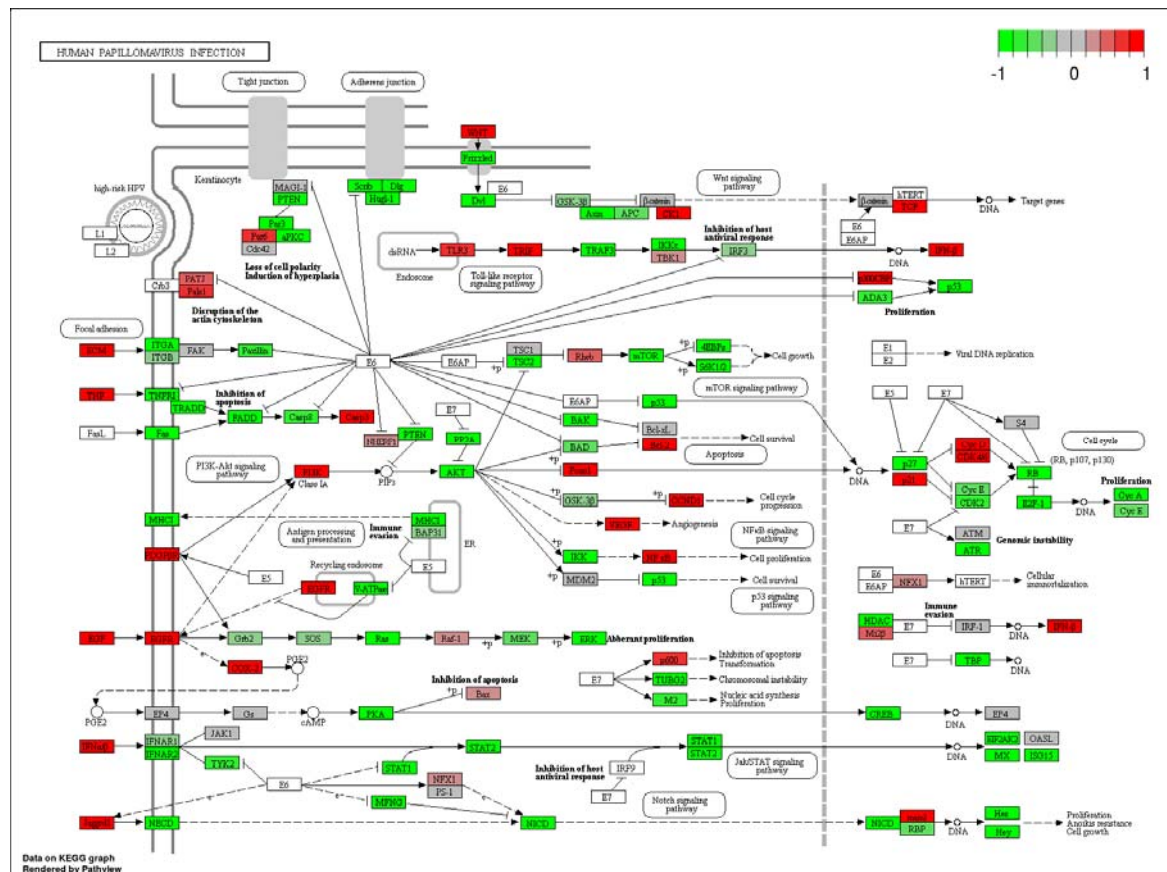 HUMAN PAPILLOMAVIRUS INFECTION
-1 0 1
Tight junction
Adherens junction
high-risk HPV
Keratinocyte
L1
L2
MAGI-1
PTEN
Par3
Par6
aPKC
Cdc42
Loss of cell polarity
Induction of hyperplasia
Scrib
Dlg
Hugl-1
WNT
Frizzled
Dvl
E6
GSK-3β
Axin
APC
β-catenin
CK1
Wnt signaling
pathway
β-catenin
hTERT
TCF
E6
E6AP
DNA
Target genes
dsRNA
Endosome
TLR3
TRIF
TRAF3
IKKε
TBK1
IRF3
Inhibition of host
antiviral response
Toll-like receptor
signaling pathway
DNA
IFN-β
Crb3
PATJ
Pals1
Disruption of the
actin cytoskeleton
ADA3
p53
Proliferation
Focal adhesion
ECM
ITGA
ITGB
FAK
Paxillin
E6
E6AP
+p
TSC1
TSC2
Rheb
mTOR
+p
+p
4EBPs
S6K1/2
Cell growth
mTOR signaling pathway
E1
E2
Viral DNA replication
TNF
TNFR1
TRADD
Inhibition of
apoptosis
FADD
Casp8
Casp3
FasL
Fas
NHERF1
PTEN
E7
PP2A
E6AP
p53
BAK
BAD
Bcl-xL
Bcl-2
Cell survival
Apoptosis
E5
E7
S4
Cell cycle
(RB, p107, p130)
CDK4/6
p27
p21
Cyc E
CDK2
RB
E2F-1
DNA
Proliferation
Cyc A
Cyc E
PI3K-Akt signaling
pathway
PI3K
Class IA
PIP3
AKT
+p
FoxO1
DNA
+p
GSK-3β
+p
CCND1
Cell cycle
progression
Angiogenesis
NFκB signaling
pathway
+p
IKK
Cell proliferation
+p
MDM2
p53
Cell survival
p53 signaling
pathway
E7
ATM
ATR
Genomic instability
MHCI
Antigen processing
and presentation
Immune
evasion
MHCI
BAP31
ER
E5
Recycling endosome
EGFR
V-ATPase
E5
E6
E6AP
NFX1
hTERT
Cellular
immortalization
EGF
EGFR
Grb2
SOS
Ras
Raf-1
+p
MEK
+p
ERK
Aberrant proliferation
HDAC
Mi2β
E7
Immune
evasion
IRF-1
DNA
IFN-β
COX-2
PGE2
E7
p600
Inhibition of apoptosis
Transformation
TUBG2
Chromosomal instability
M2
Nucleic acid synthesis
Proliferation
E7
TBP
DNA
Inhibition of apoptosis
+p
Bax
PGE2
EP4
Gs
cAMP
PKA
CREB
DNA
EP4
IFNαβ
IFNAR1
IFNAR2
JAK1
TYK2
STAT2
STAT1
STAT1
STAT2
Inhibition of host
antiviral response
IRF9
E7
Jak/STAT signaling
pathway
DNA
EIF2AK2
OASL
MX
ISG15
E6
NFX1
PS-1
MFNG
Notch signaling
pathway
NECD
NICD
NICD
RBP
DNA
Hes
Hey
Proliferation
Anoikis resistance
Cell growth
Data on KEGG graph
Rendered by Pathview